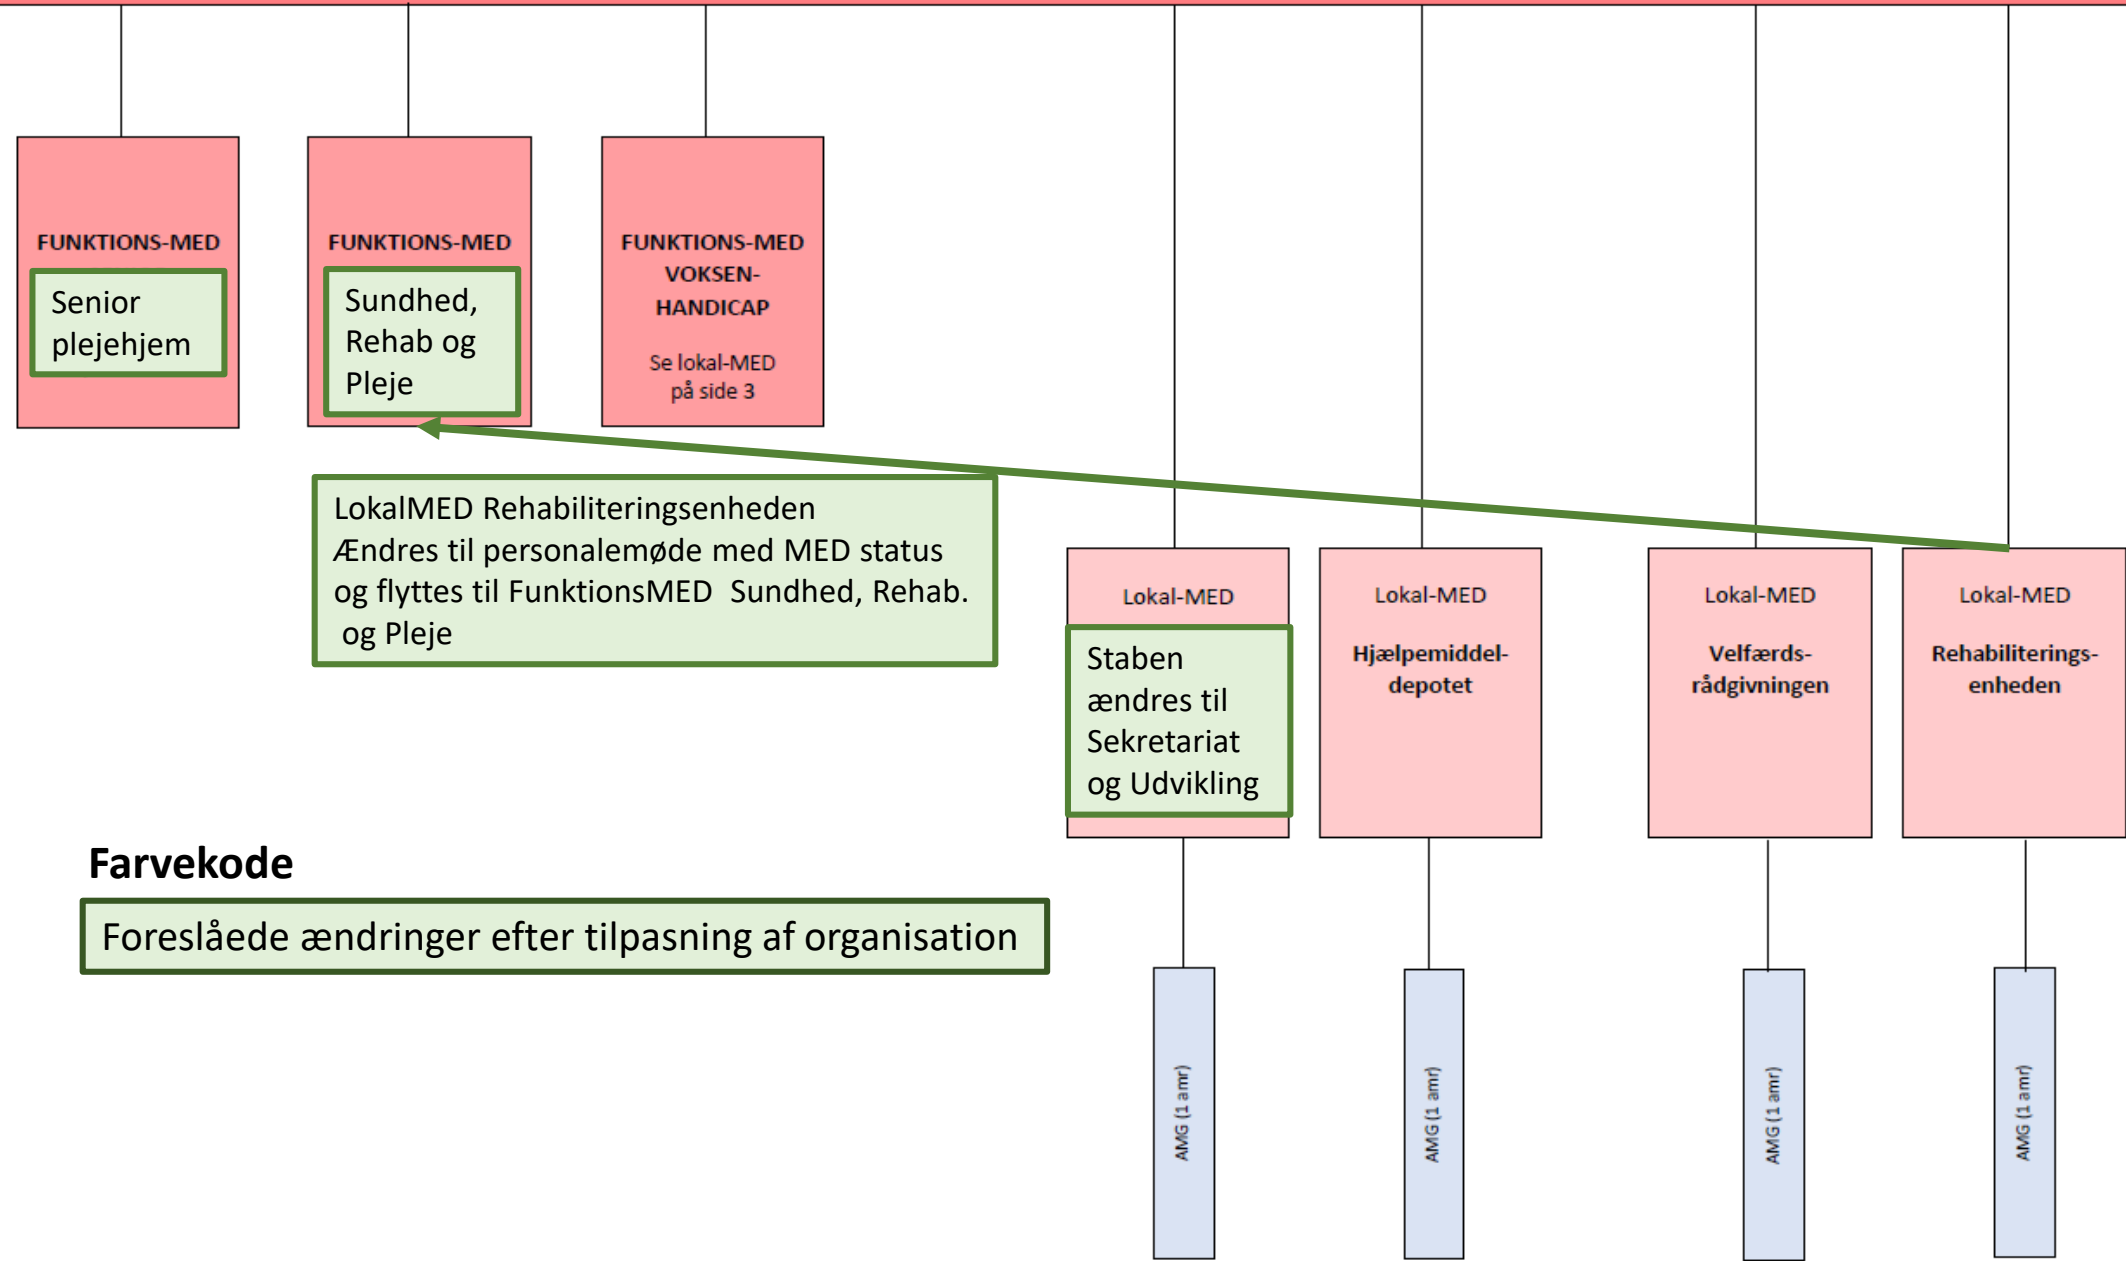 FUNKTIONS-MED
Senior
plejehjem
FUNKTIONS-MED
Sundhed,
Rehab og
Pleje
FUNKTIONS-MED
VOKSEN-
HANDICAP
Se lokal-MED
på side 3
LokalMED Rehabiliteringsenheden
Ændres til personalemøde med MED status
og flyttes til FunktionsMED  Sundhed, Rehab.
og Pleje
Lokal-MED
Staben
ændres til
Sekretariat
og Udvikling
Lokal-MED
Hjælpemiddel-
depotet
Lokal-MED
Velfærds-
rådgivningen
Lokal-MED
Rehabiliterings-
enheden
Farvekode
Foreslåede ændringer efter tilpasning af organisation
AMG (1 amr)
AMG (1 amr)
AMG (1 amr)
AMG (1 amr)